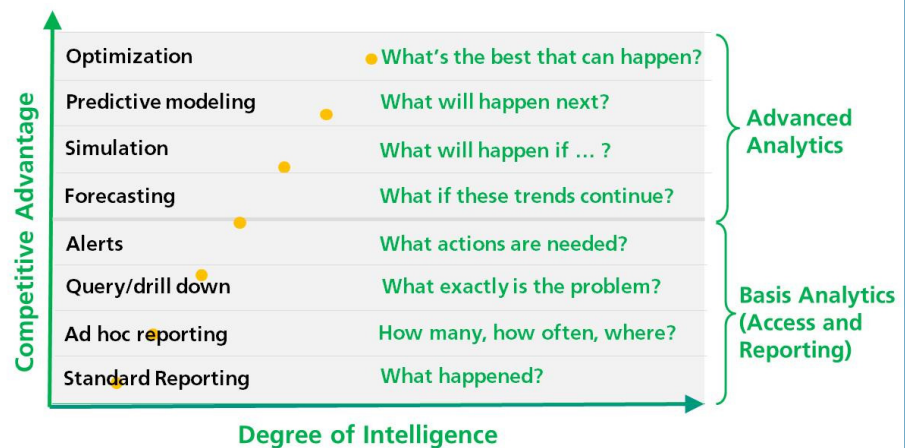 Optimization What's the best that can happen?
Predictive modeling What will happen next?
Simulation What will happen if ... ?
Forecasting What if these trends continue?
Advanced
Analytics
Alerts What actions are needed?
Query/drill down What exactly is the problem?
Ad hoc reporting How many, how often, where?
Standard Reporting What happened?
Basis Analytics
(Access and
Reporting)
Competitive Advantage
Degree of Intelligence